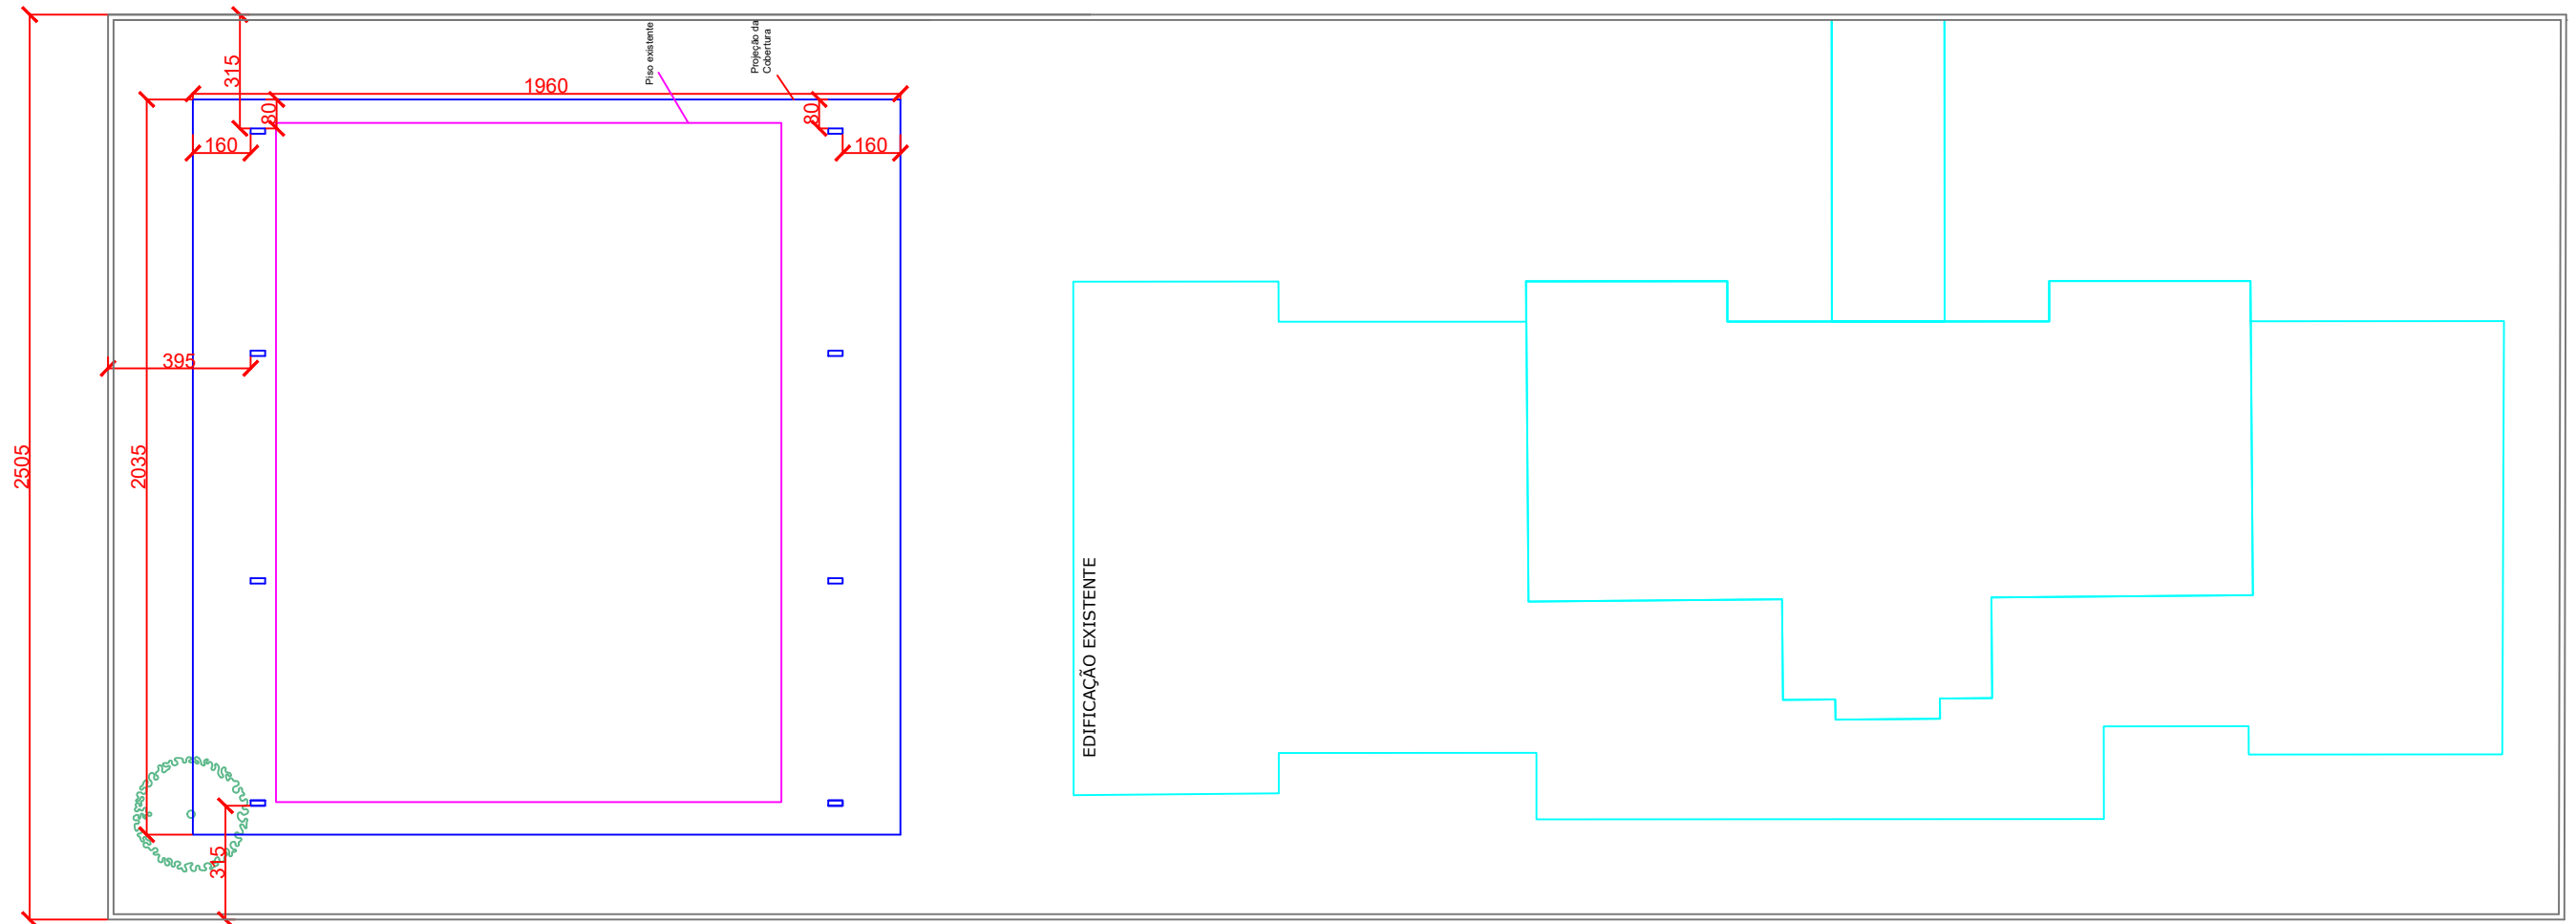 Piso existente
Projeção da
Cobertura
315
1960
80
80
160
160
395
2505
2035
315
EDIFICAÇÃO EXISTENTE